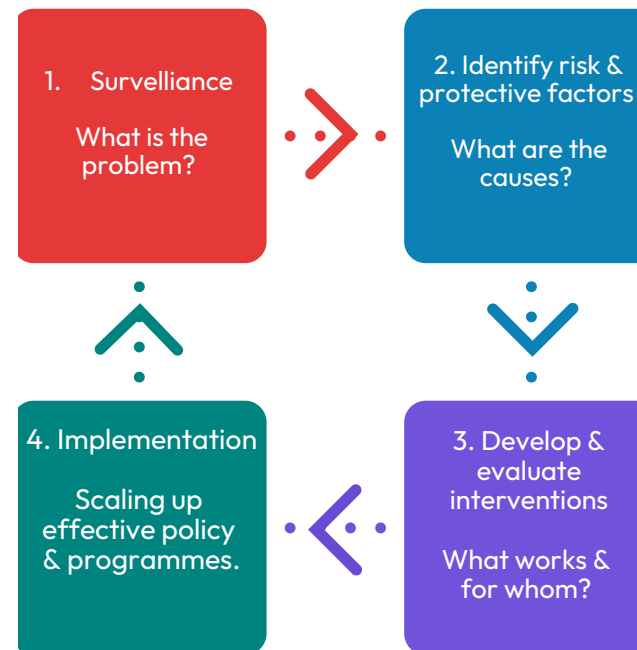 1. Survelliance
What is the
problem?
2. Identify risk &
protective factors
What are the
causes?
3. Develop &
evaluate
interventions
What works &
for whom?
4. Implementation
Scaling up
effective policy
& programmes.